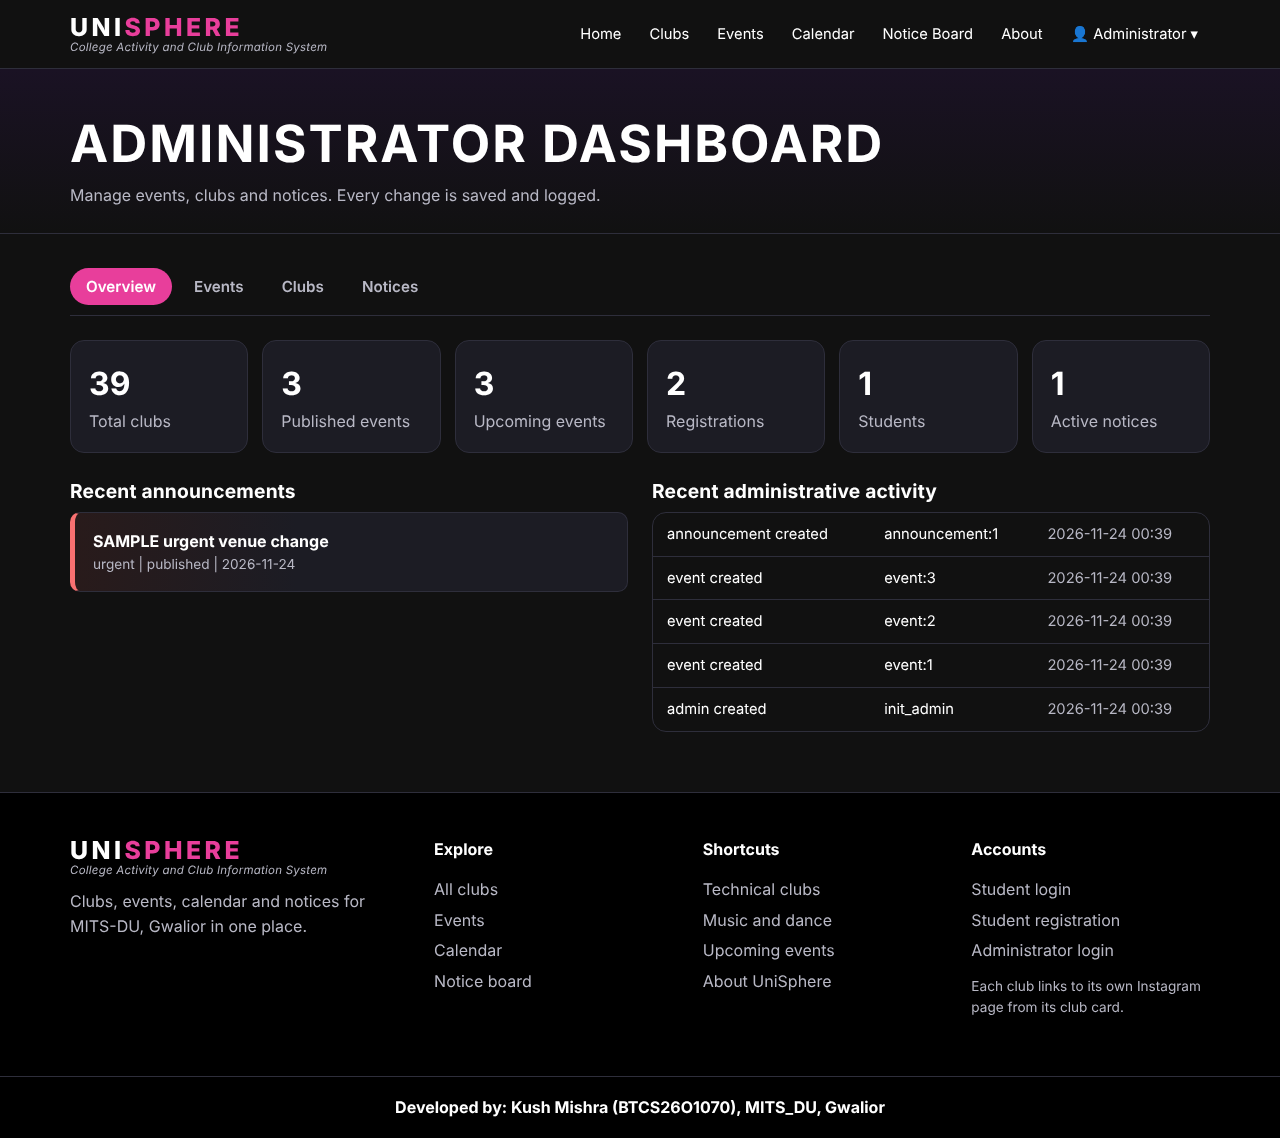 UNISPHERE
College Activity and Club Information System
Home Clubs Events Calendar Notice Board About 👤 Administrator ▾
ADMINISTRATOR DASHBOARD
Manage events, clubs and notices. Every change is saved and logged.
Overview Events Clubs Notices
39 3 3 2 1 1
Total clubs Published events Upcoming events Registrations Students Active notices
Recent announcements
SAMPLE urgent venue change
urgent | published | 2026-11-24
Recent administrative activity
announcement created announcement:1 2026-11-24 00:39
event created event:3 2026-11-24 00:39
event created event:2 2026-11-24 00:39
event created event:1 2026-11-24 00:39
admin created init_admin 2026-11-24 00:39
UNISPHERE
College Activity and Club Information System
Clubs, events, calendar and notices for
MITS-DU, Gwalior in one place.
Explore
All clubs
Events
Calendar
Notice board
Shortcuts
Technical clubs
Music and dance
Upcoming events
About UniSphere
Accounts
Student login
Student registration
Administrator login
Each club links to its own Instagram
page from its club card.
Developed by: Kush Mishra (BTCS26O1070), MITS_DU, Gwalior